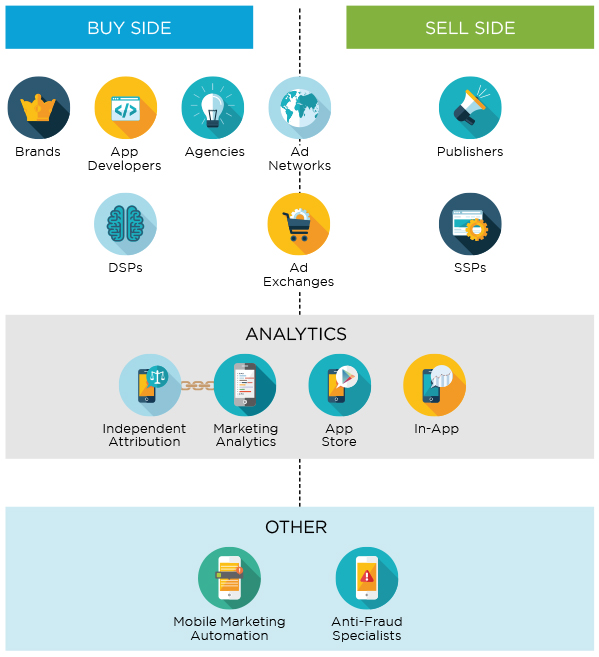 BUY SIDE
SELL SIDE
Brands
App
Developers
Agencies
Ad
Networks
Publishers
DSPs
Ad
Exchanges
SSPs
ANALYTICS
Independent
Attribution
Marketing
Analytics
App
Store
In-App
OTHER
Mobile Marketing
Automation
Anti-Fraud
Specialists